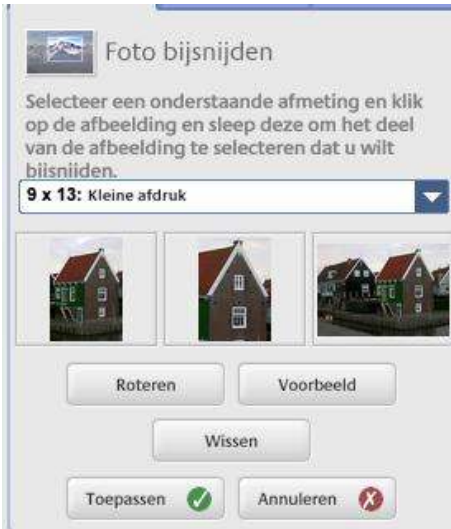 Foto bijsnijden
Selecteer een onderstaande afmeting en klik
op de afbeelding en sleep deze om het deel
van de afbeelding te selecteren dat u wilt
bijsnijden.
9 x 13: Kleine afdruk
Roteren
Voorbeeld
Wissen
Toepassen
Annuleren